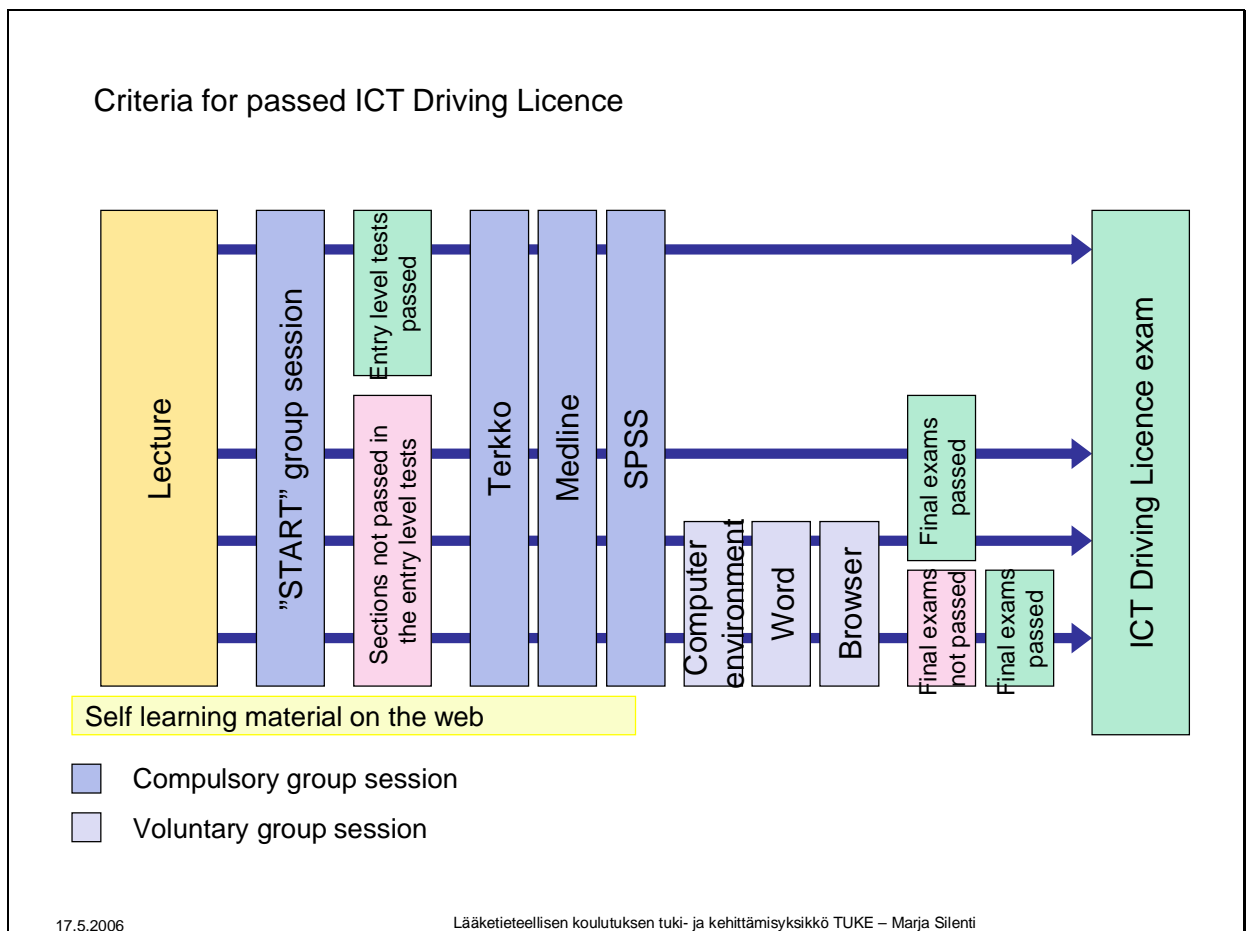 Criteria for passed ICT Driving Licence
Lecture
”START” group session
Entry level tests
passed
Sections not passed in
the entry level tests
Terkko
Medline
SPSS
Computer
environment
Word
Browser
Final exams
passed
Final exams
not passed
Final exams
passed
ICT Driving Licence exam
Self learning material on the web
Compulsory group session
Voluntary group session
17.5.2006
Lääketieteellisen koulutuksen tuki- ja kehittämisyksikkö TUKE – Marja Silenti